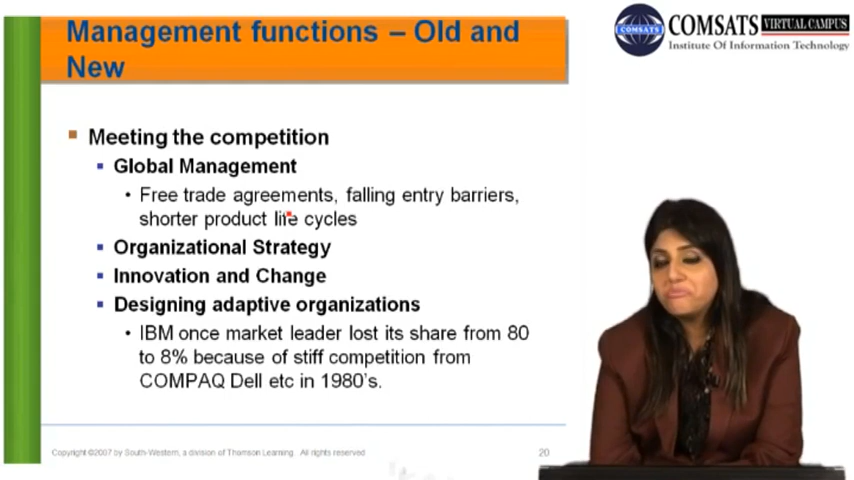 Management functions – Old and
New
COMSATS VIRTUAL CAMPUS
COMSATS
Institute Of Information Technology
Meeting the competition
Global Management
Free trade agreements, falling entry barriers,
shorter product life cycles
Organizational Strategy
Innovation and Change
Designing adaptive organizations
IBM once market leader lost its share from 80
to 8% because of stiff competition from
COMPAQ Dell etc in 1980's.
Copyright ©2007 by South-Western, a division of Thomson Learning. All rights reserved
20